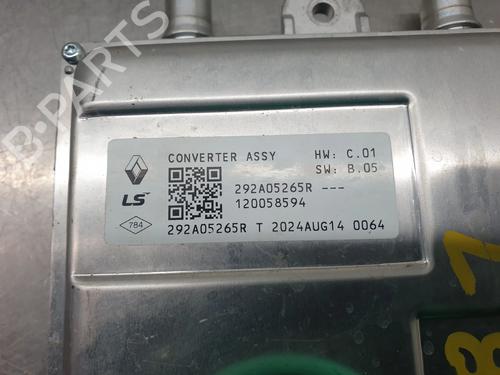 CONVERTER ASSY HW: C.01
SW: B.05
LS
292A05265R ---
120058594
784
292A05265R T 2024AUG14 0064
B-PARTS